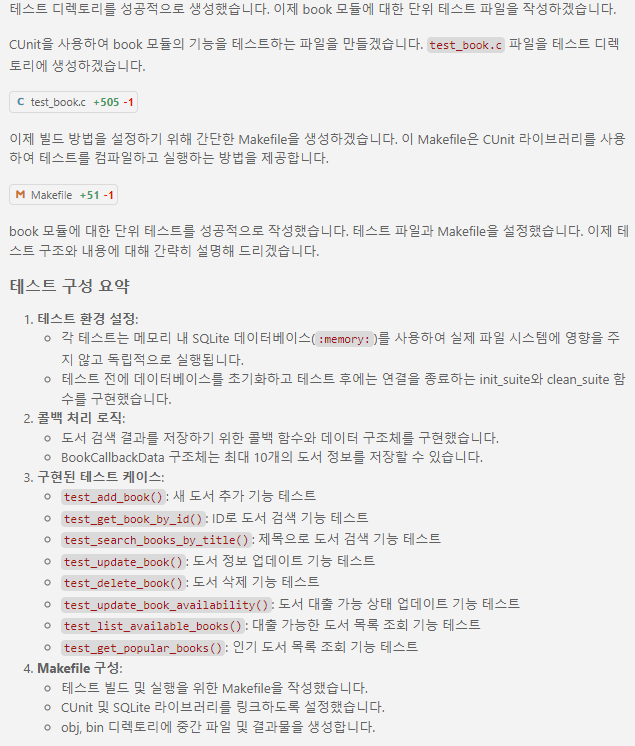 테스트 디렉토리를 성공적으로 생성했습니다. 이제 book 모듈에 대한 단위 테스트 파일을 작성하겠습니다.
CUnit을 사용하여 book 모듈의 기능을 테스트하는 파일을 만들겠습니다. test_book.c 파일을 테스트 디렉
토리에 생성하겠습니다.
C test_book.c +505 -1
이제 빌드 방법을 설정하기 위해 간단한 Makefile을 생성하겠습니다. 이 Makefile은 CUnit 라이브러리를 사용
하여 테스트를 컴파일하고 실행하는 방법을 제공합니다.
M Makefile +51 -1
book 모듈에 대한 단위 테스트를 성공적으로 작성했습니다. 테스트 파일과 Makefile을 설정했습니다. 이제 테
스트 구조와 내용에 대해 간략히 설명해 드리겠습니다.
테스트 구성 요약
1. 테스트 환경 설정:
각 테스트는 메모리 내 SQLite 데이터베이스(:memory:)를 사용하여 실제 파일 시스템에 영향을 주
지 않고 독립적으로 실행됩니다.
테스트 전에 데이터베이스를 초기화하고 테스트 후에는 연결을 종료하는 init_suite와 clean_suite 함
수를 구현했습니다.
2. 콜백 처리 로직:
도서 검색 결과를 저장하기 위한 콜백 함수와 데이터 구조체를 구현했습니다.
BookCallbackData 구조체는 최대 10개의 도서 정보를 저장할 수 있습니다.
3. 구현된 테스트 케이스:
test_add_book(): 새 도서 추가 기능 테스트
test_get_book_by_id(): ID로 도서 검색 기능 테스트
test_search_books_by_title(): 제목으로 도서 검색 기능 테스트
test_update_book(): 도서 정보 업데이트 기능 테스트
test_delete_book(): 도서 삭제 기능 테스트
test_update_book_availability(): 도서 대출 가능 상태 업데이트 기능 테스트
test_list_available_books(): 대출 가능한 도서 목록 조회 기능 테스트
test_get_popular_books(): 인기 도서 목록 조회 기능 테스트
4. Makefile 구성:
테스트 빌드 및 실행을 위한 Makefile을 작성했습니다.
CUnit 및 SQLite 라이브러리를 링크하도록 설정했습니다.
obj, bin 디렉토리에 중간 파일 및 결과물을 생성합니다.